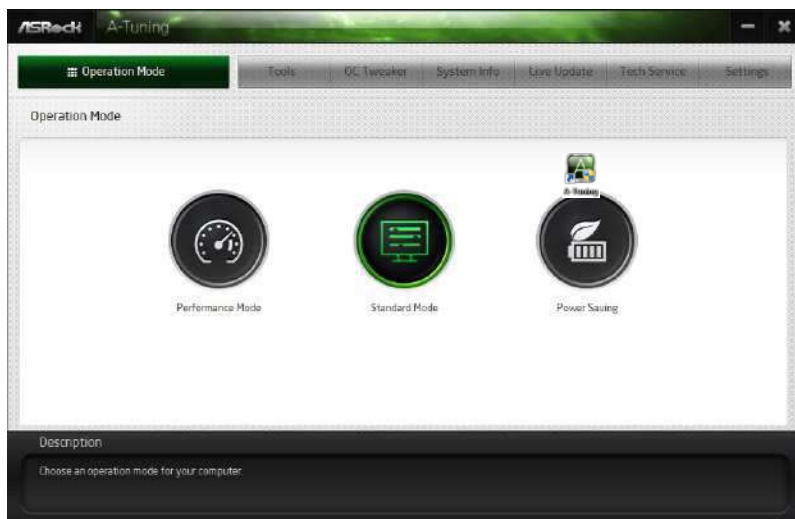 ASRock A-Tuning
Operation Mode Tools OC Tweaker System Info Live Update Tech Service Settings
Operation Mode
A-Tuning
Performance Mode Standard Mode Power Saving
Description
Choose an operation mode for your computer